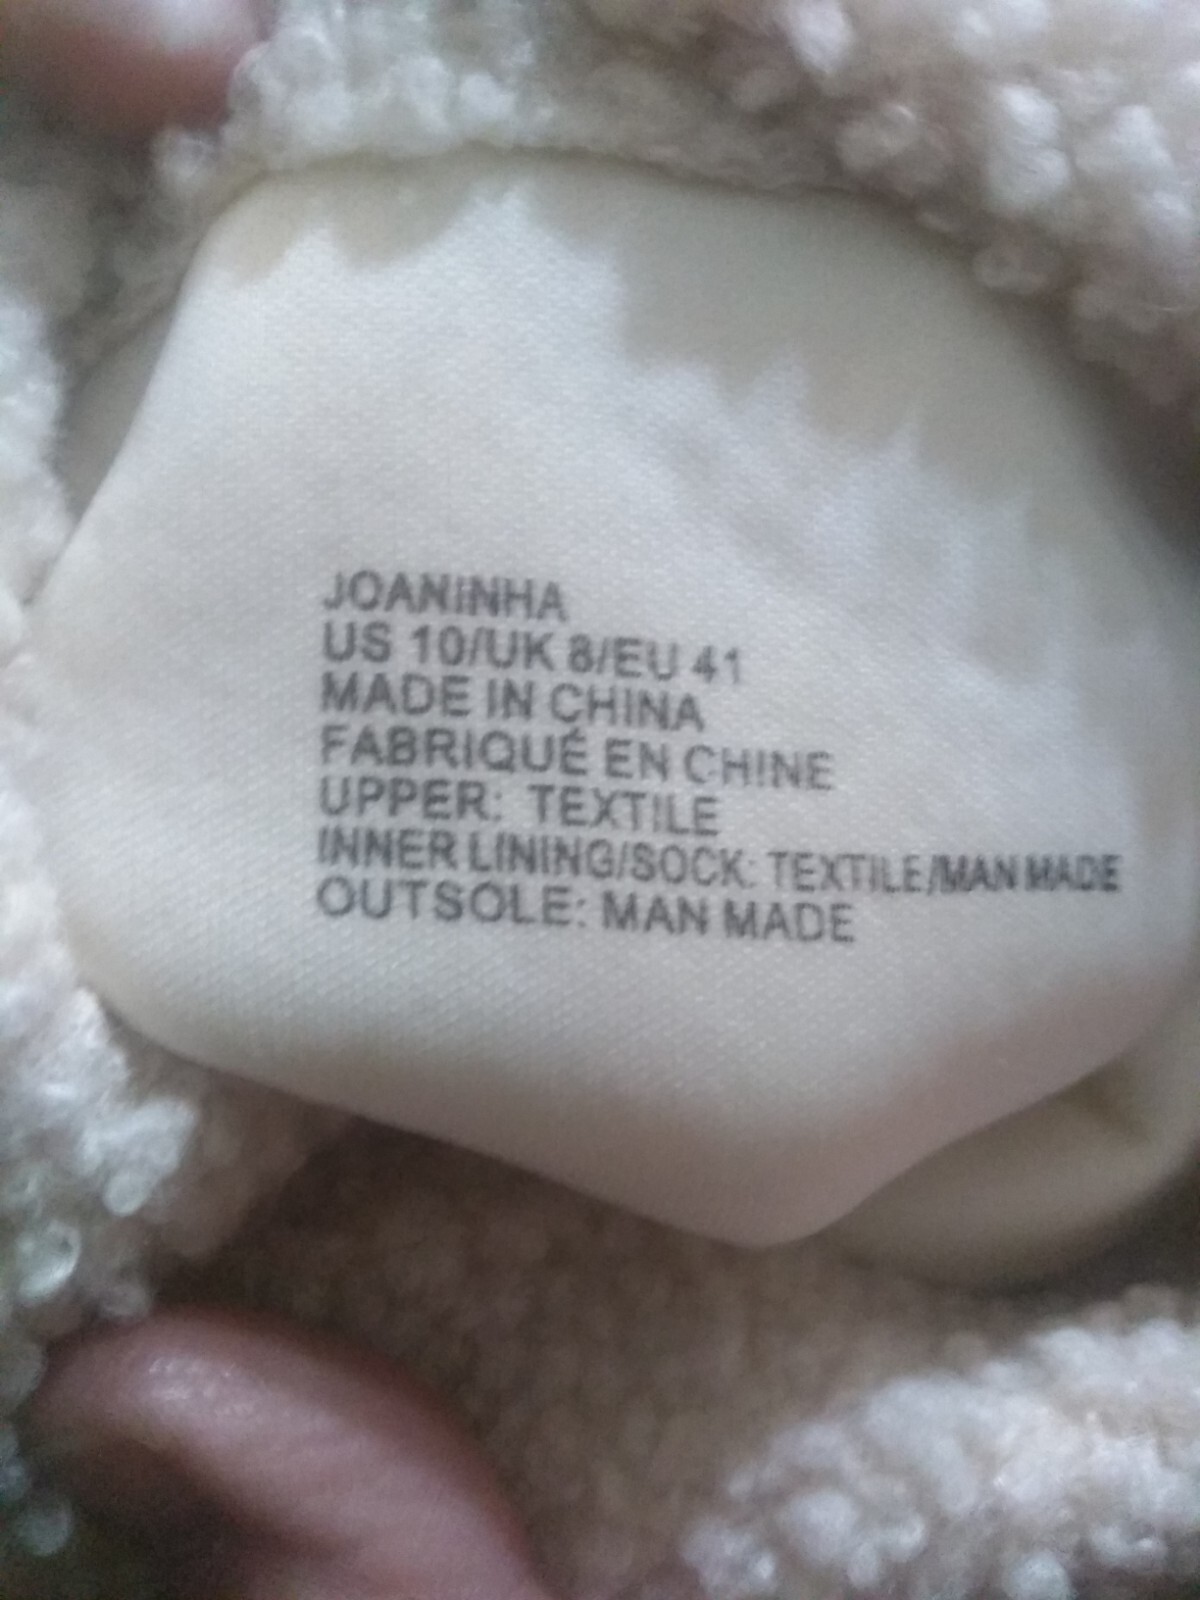 JOANINHA
US 10/UK 8/EU 41
MADE IN CHINA
FABRIQUÉ EN CHINE
UPPER: TEXTILE
INNER LINING/SOCK: TEXTILE/MAN MADE
OUTSOLE: MAN MADE